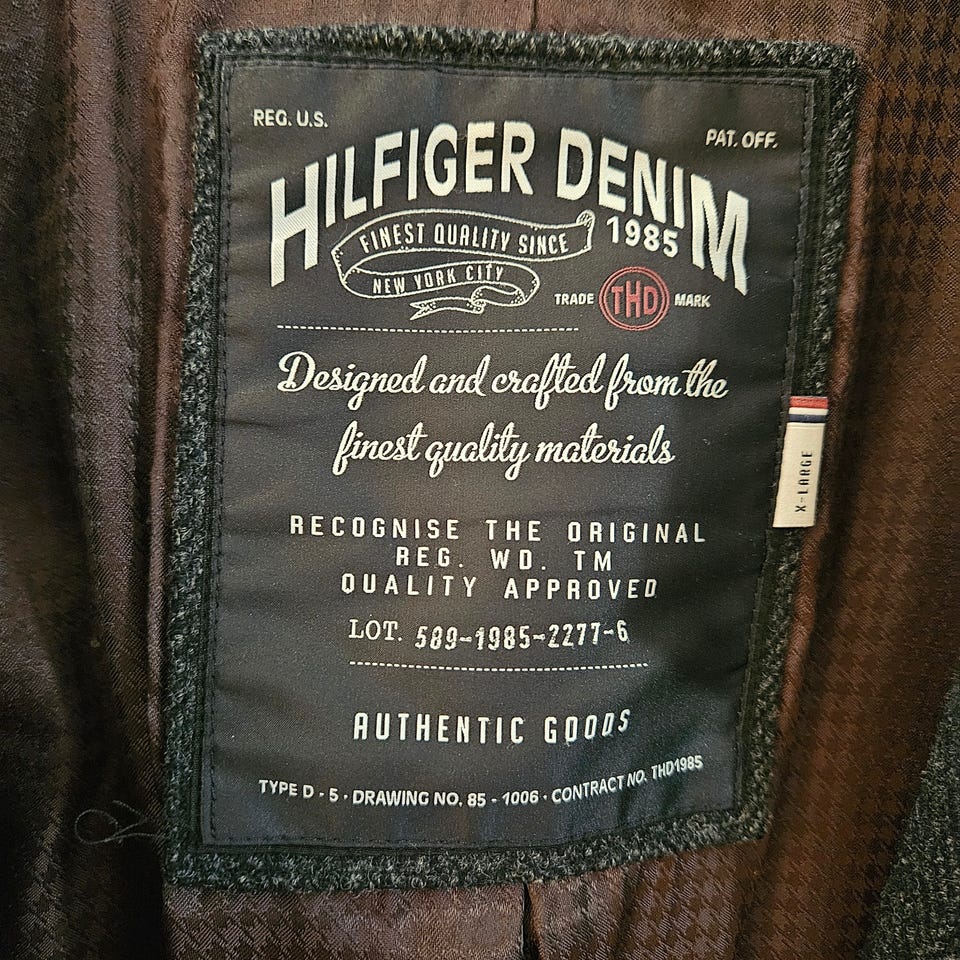 REG. U.S.
PAT. OFF.
HILFIGER DENIM
FINEST QUALITY SINCE
1985
NEW YORK CITY
TRADE THD MARK
Designed and crafted from the
finest quality materials
X-LARGE
RECOGNISE THE ORIGINAL
REG. WD. TM
QUALITY APPROVED
LOT. 589-1985-2277-6
AUTHENTIC GOODS
TYPE D - 5 · DRAWING NO. 85 - 1006 · CONTRACT NO. THD1985